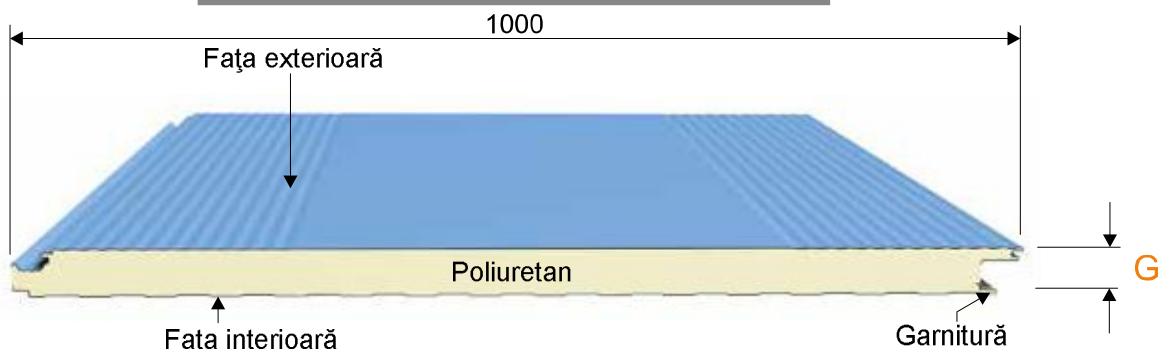 1000
Faţa exterioară
Poliuretan
G
Garnitură
Fata interioară